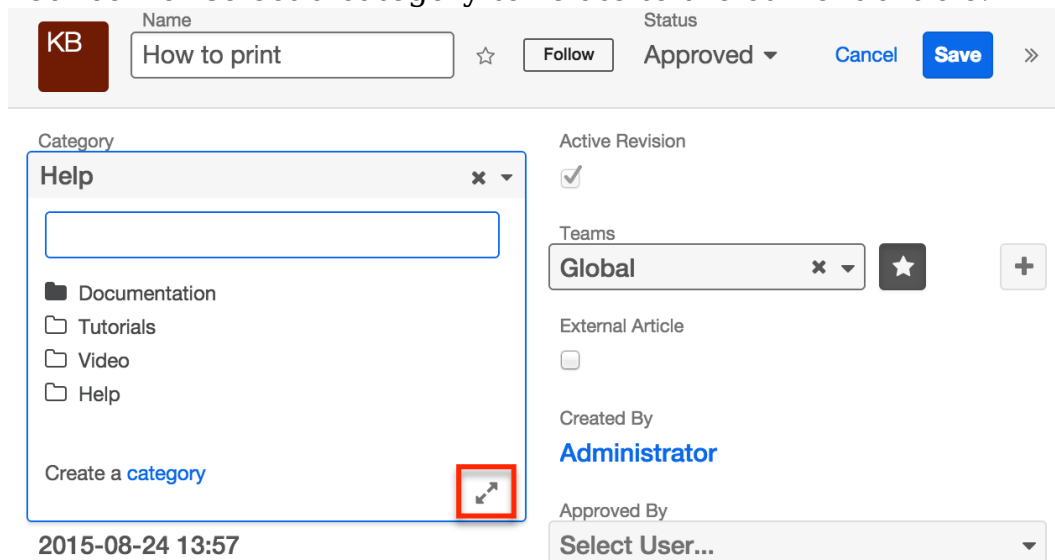 Name
Status
KB
How to print
Follow
Approved
Cancel
Save
Category
Help
Documentation
Tutorials
Video
Help
Create a category
2015-08-24 13:57
Active Revision
Teams
Global
External Article
Created By
Administrator
Approved By
Select User...